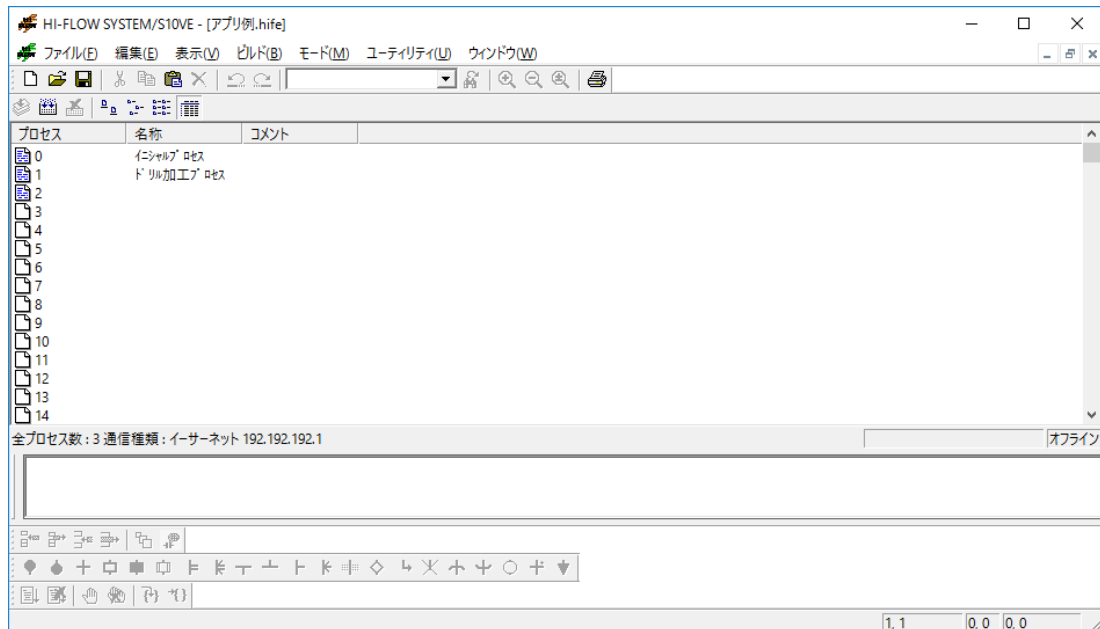 HI-FLOW SYSTEM/S10VE - [アプリ例.hife]
ファイル(F) 編集(E) 表示(V) ビルド(B) モード(M) ユーティリティ(U) ウィンドウ(W)
プロセス 名称 コメント
0 ｲﾆｼｬﾙﾌﾟﾛｾｽ
1 ﾄﾞﾘﾙ加工ﾌﾟﾛｾｽ
2
3
4
5
6
7
8
9
10
11
12
13
14
全プロセス数 : 3 通信種類 : イーサーネット 192.192.192.1 オフライン
1, 1 0, 0 0, 0